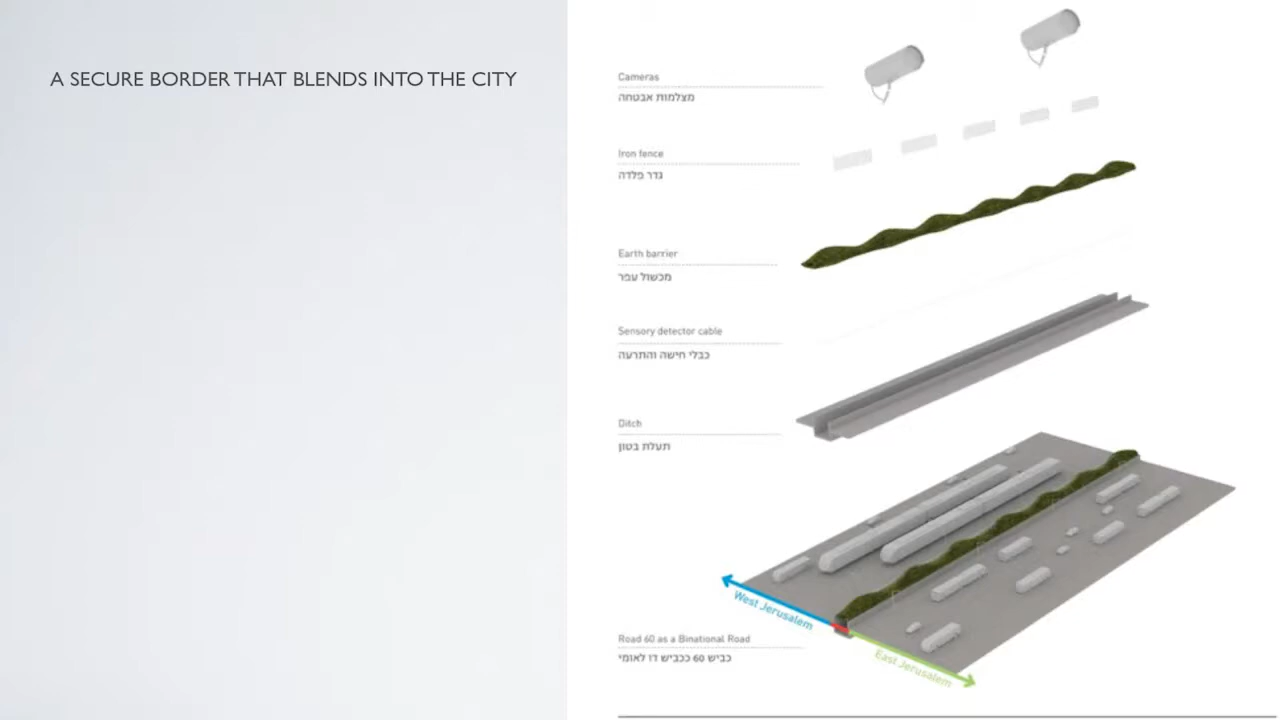 A SECURE BORDER THAT BLENDS INTO THE CITY
Cameras
מצלמות אבטחה
Iron fence
גדר פלדה
Earth barrier
מכשול עפר
Sensory detector cable
כבלי חישה והתרעה
Ditch
תעלת בטון
West Jerusalem
East Jerusalem
Road 60 as a Binational Road
כביש 60 ככביש דו לאומי